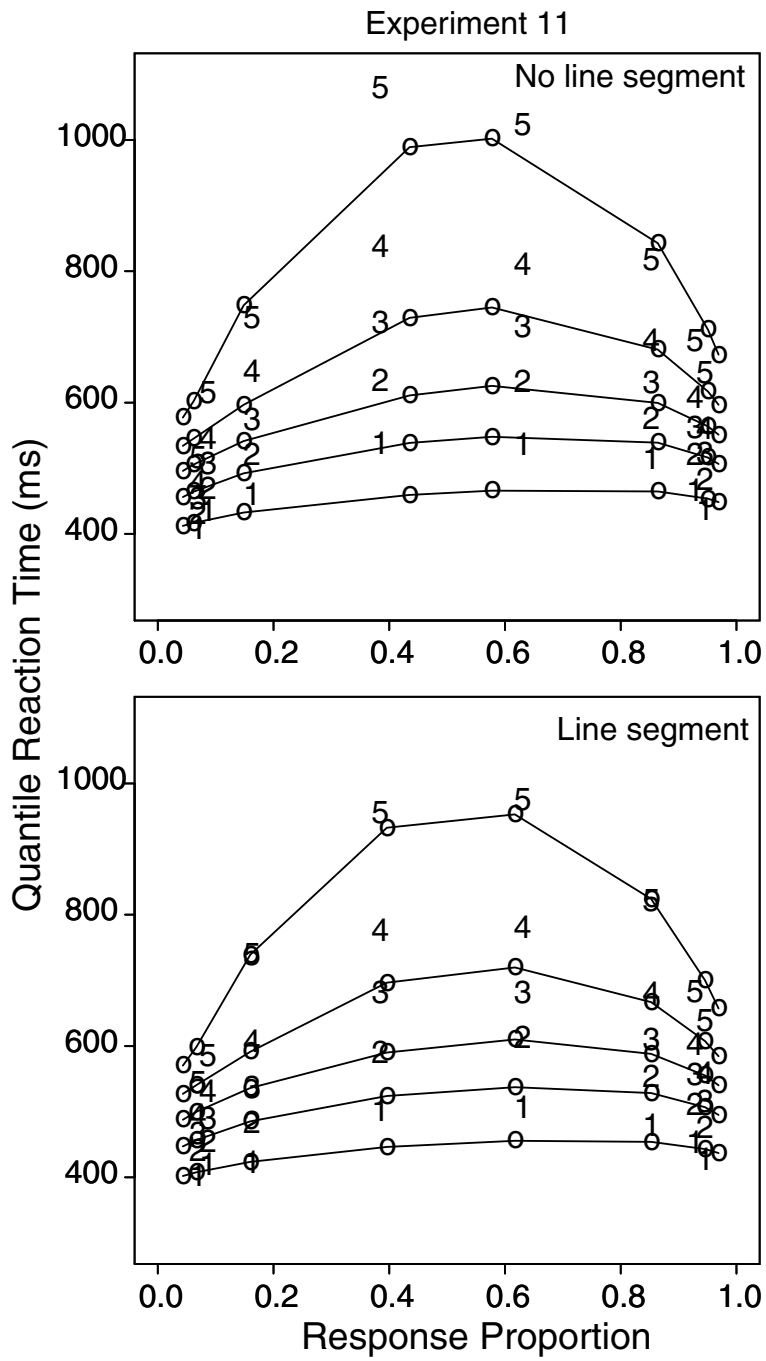 Experiment 11
No line segment
1000
800
600
400
0.0 0.2 0.4 0.6 0.8 1.0
Quantile Reaction Time (ms)
Line segment
1000
800
600
400
0.0 0.2 0.4 0.6 0.8 1.0
Response Proportion